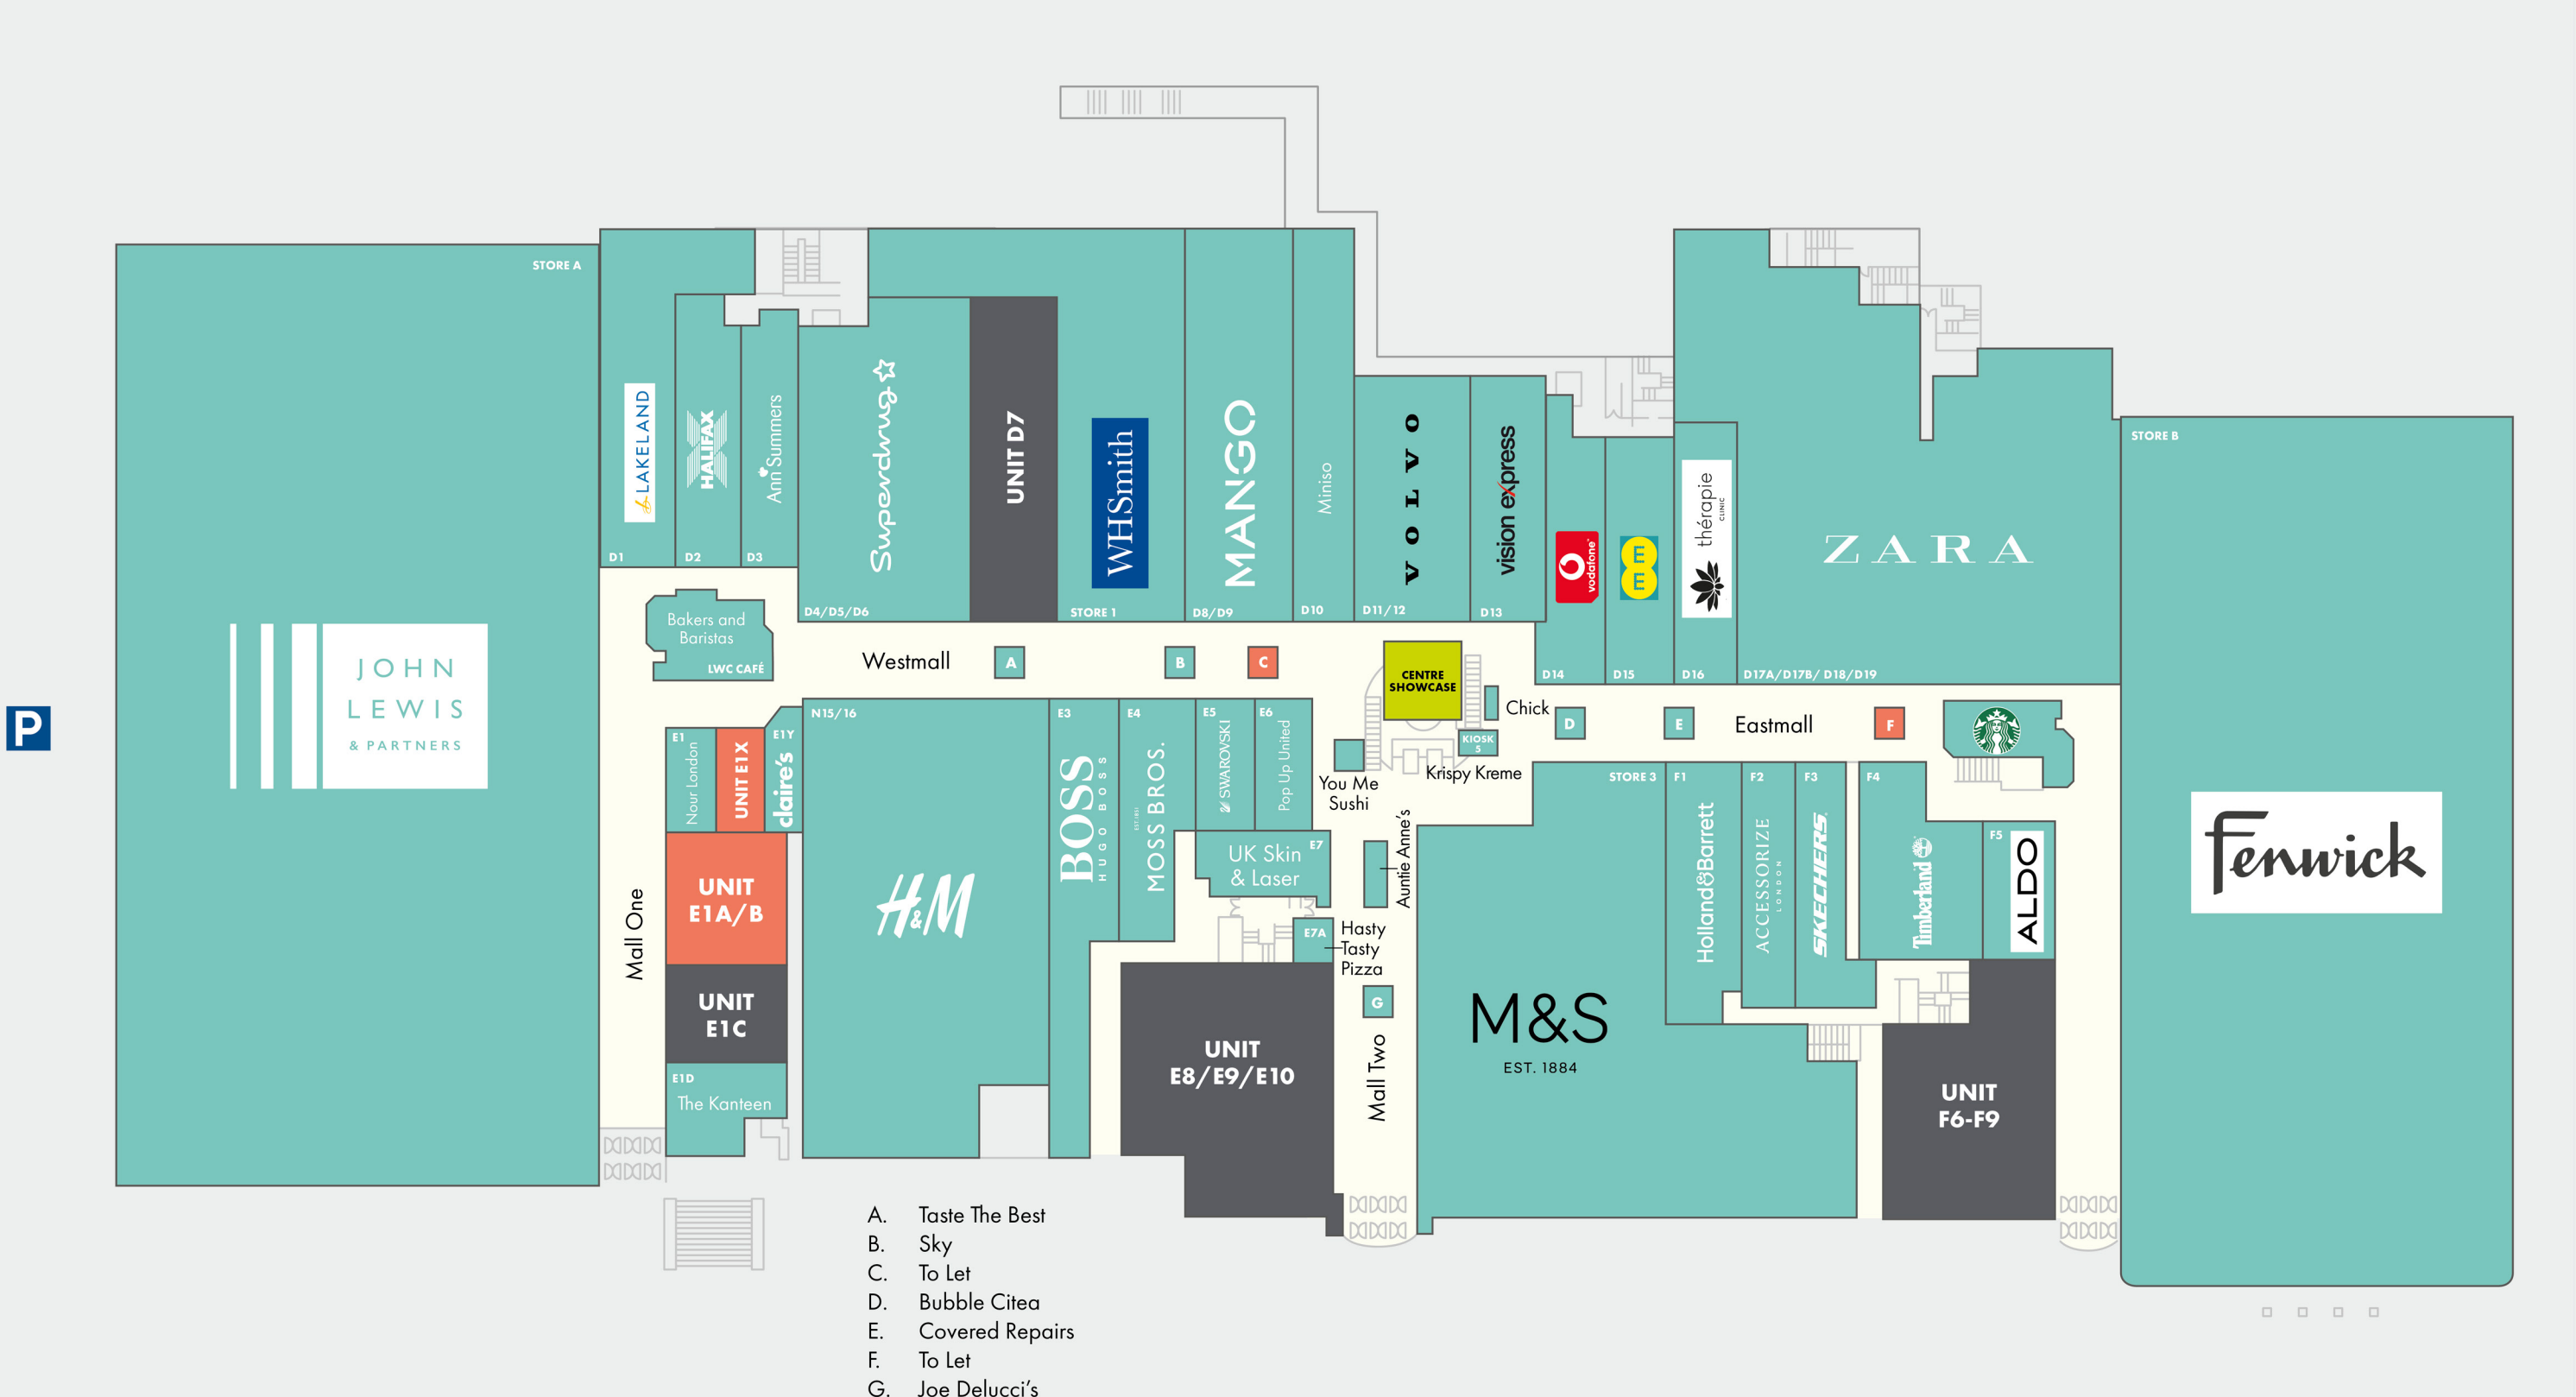 STORE A
JOHN
LEWIS
& PARTNERS
P
LAKELAND
D1
HALIFAX
D2
Ann Summers
D3
Superdrug
D4/D5/D6
UNIT D7
WHSmith
STORE 1
MANGO
D8/D9
Miniso
D10
VOLVO
D11/12
vision express
D13
vodafone
D14
EE
D15
thérapie
CLINIC
D16
ZARA
D17A/D17B/ D18/D19
STORE B
Fenwick
Bakers and
Baristas
LWC CAFÉ
Westmall
A
B
C
CENTRE
SHOWCASE
Chick
KIOSK
5
Krispy Kreme
You Me
Sushi
D
E
Eastmall
F
E1
Nour London
UNIT E1X
E1Y
claire's
UNIT
E1A/B
UNIT
E1C
E1D
The Kanteen
Mall One
N15/16
H&M
E3
BOSS
HUGO BOSS
E4
MOSS BROS.
EST.1851
E5
SWAROVSKI
E6
Pop Up United
E7
UK Skin
& Laser
E7A
Hasty
Tasty
Pizza
Auntie Anne's
G
Mall Two
UNIT
E8/E9/E10
STORE 3
M&S
EST. 1884
F1
Holland&Barrett
F2
ACCESSORIZE
LONDON
F3
SKECHERS
F4
Timberland
F5
ALDO
UNIT
F6-F9
A. Taste The Best
B. Sky
C. To Let
D. Bubble Citea
E. Covered Repairs
F. To Let
G. Joe Delucci's